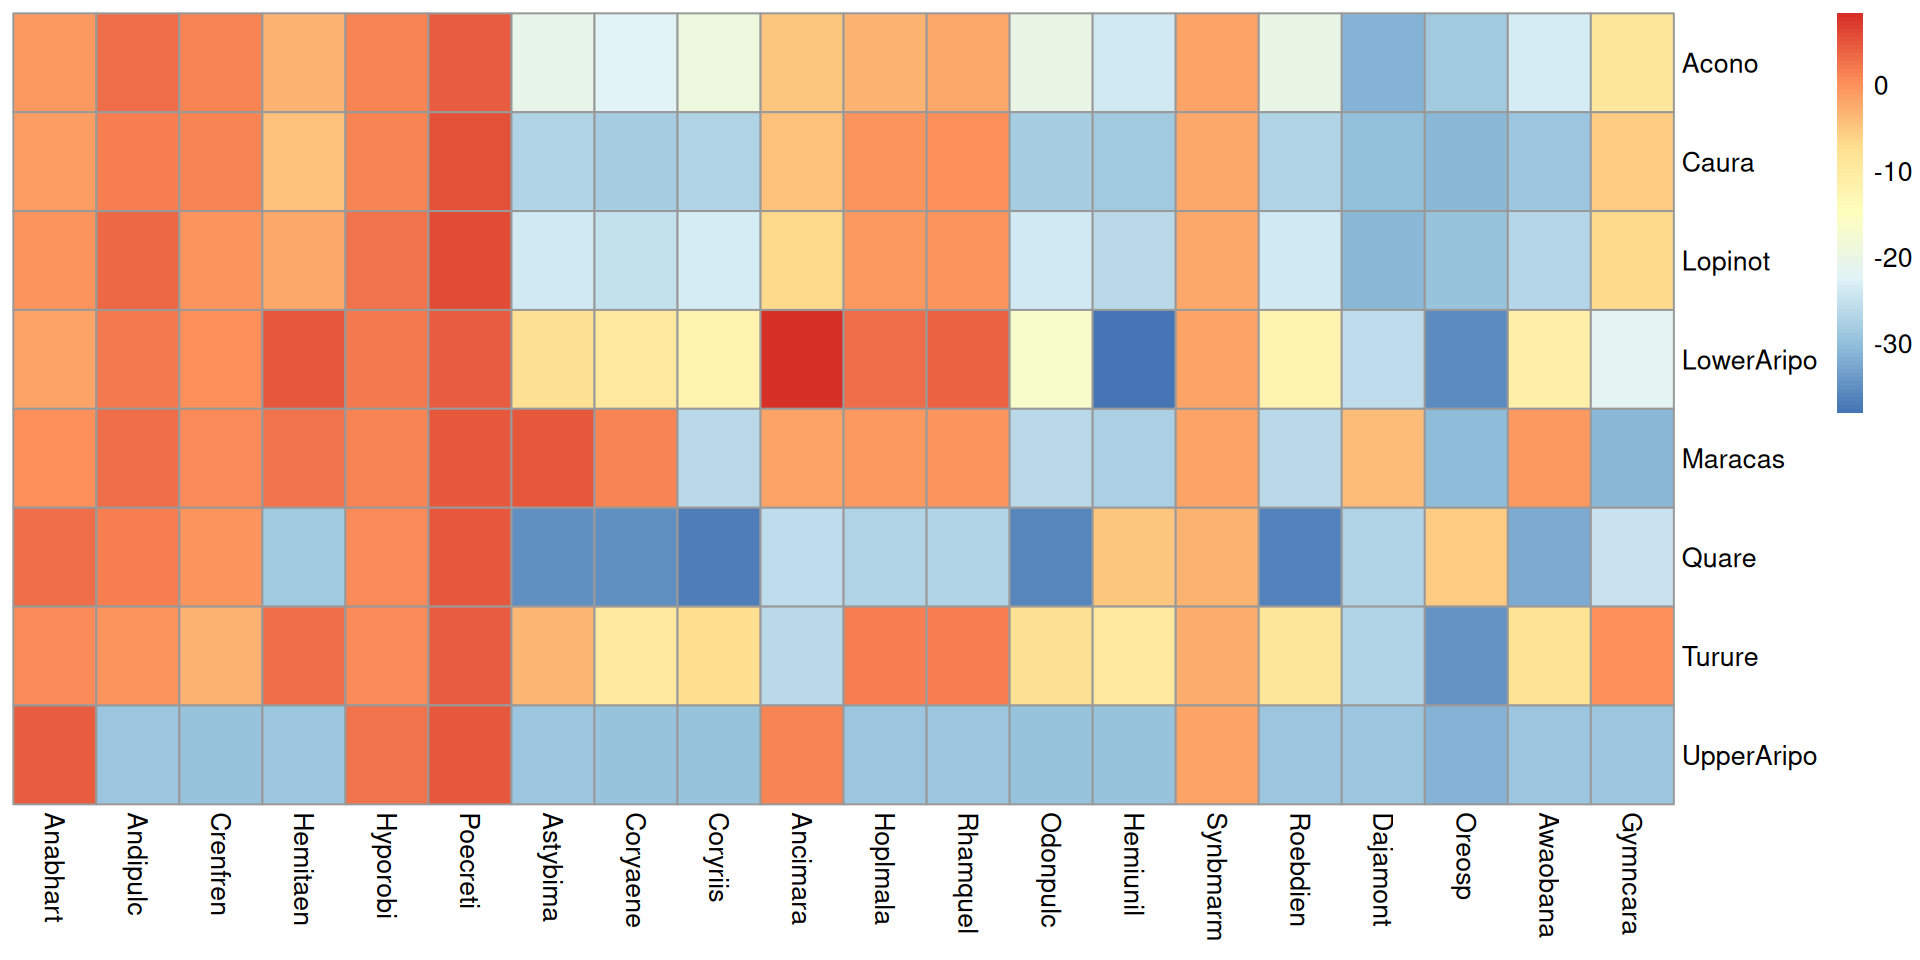 Acono
Caura
Lopinot
LowerAripo
Maracas
Quare
Turure
UpperAripo
0
-10
-20
-30
Anabhart
Andipulc
Crenfren
Hemitaen
Hyporobi
Poecreti
Astybima
Coryaene
Coryriis
Ancimara
Hoplmala
Rhamquel
Odonpulc
Hemiunil
Synbmarm
Roebdien
Dajamont
Oreosp
Awaobana
Gymncara